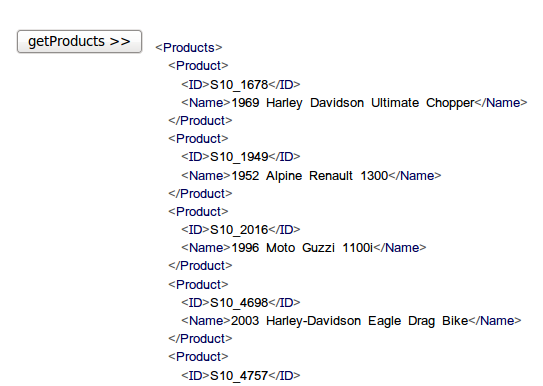 getProducts >>
<Products>
<Product>
<ID>S10_1678</ID>
<Name>1969 Harley Davidson Ultimate Chopper</Name>
</Product>
<Product>
<ID>S10_1949</ID>
<Name>1952 Alpine Renault 1300</Name>
</Product>
<Product>
<ID>S10_2016</ID>
<Name>1996 Moto Guzzi 1100i</Name>
</Product>
<Product>
<ID>S10_4698</ID>
<Name>2003 Harley-Davidson Eagle Drag Bike</Name>
</Product>
<Product>
<ID>S10_4757</ID>